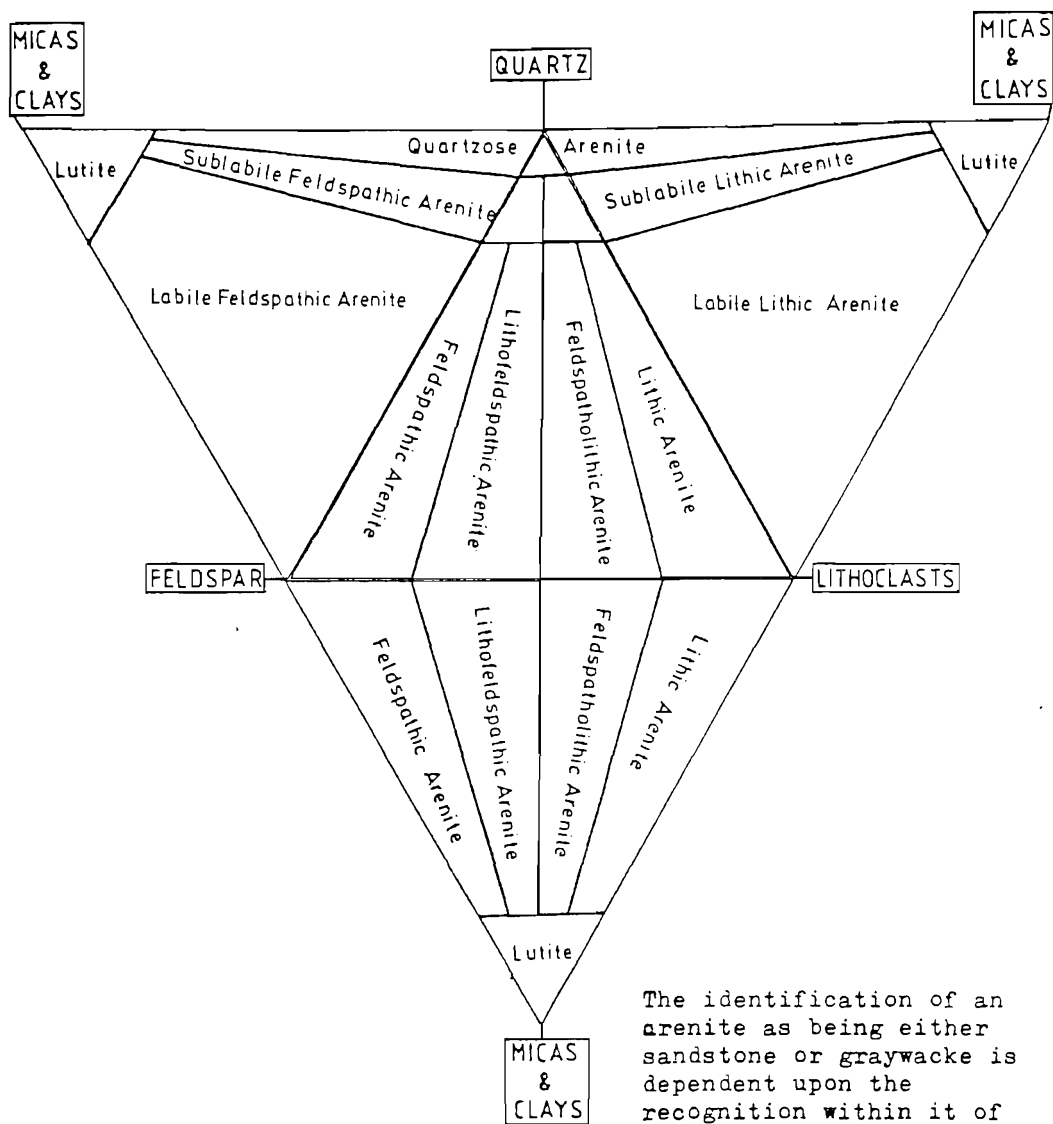 MICAS
&
CLAYS
QUARTZ
MICAS
&
CLAYS
Quartzose Arenite
Lutite
Sublabile Feldspathic Arenite
Sublabile Lithic Arenite
Lutite
Labile Feldspathic Arenite
Labile Lithic Arenite
Feldspathic Arenite
Lithofeldspathic Arenite
Feldspatholithic Arenite
Lithic Arenite
FELDSPAR
LITHOCLASTS
Feldspathic Arenite
Lithofeldspathic Arenite
Feldspatholithic Arenite
Lithic Arenite
Lutite
MICAS
&
CLAYS
The identification of an
arenite as being either
sandstone or graywacke is
dependent upon the
recognition within it of